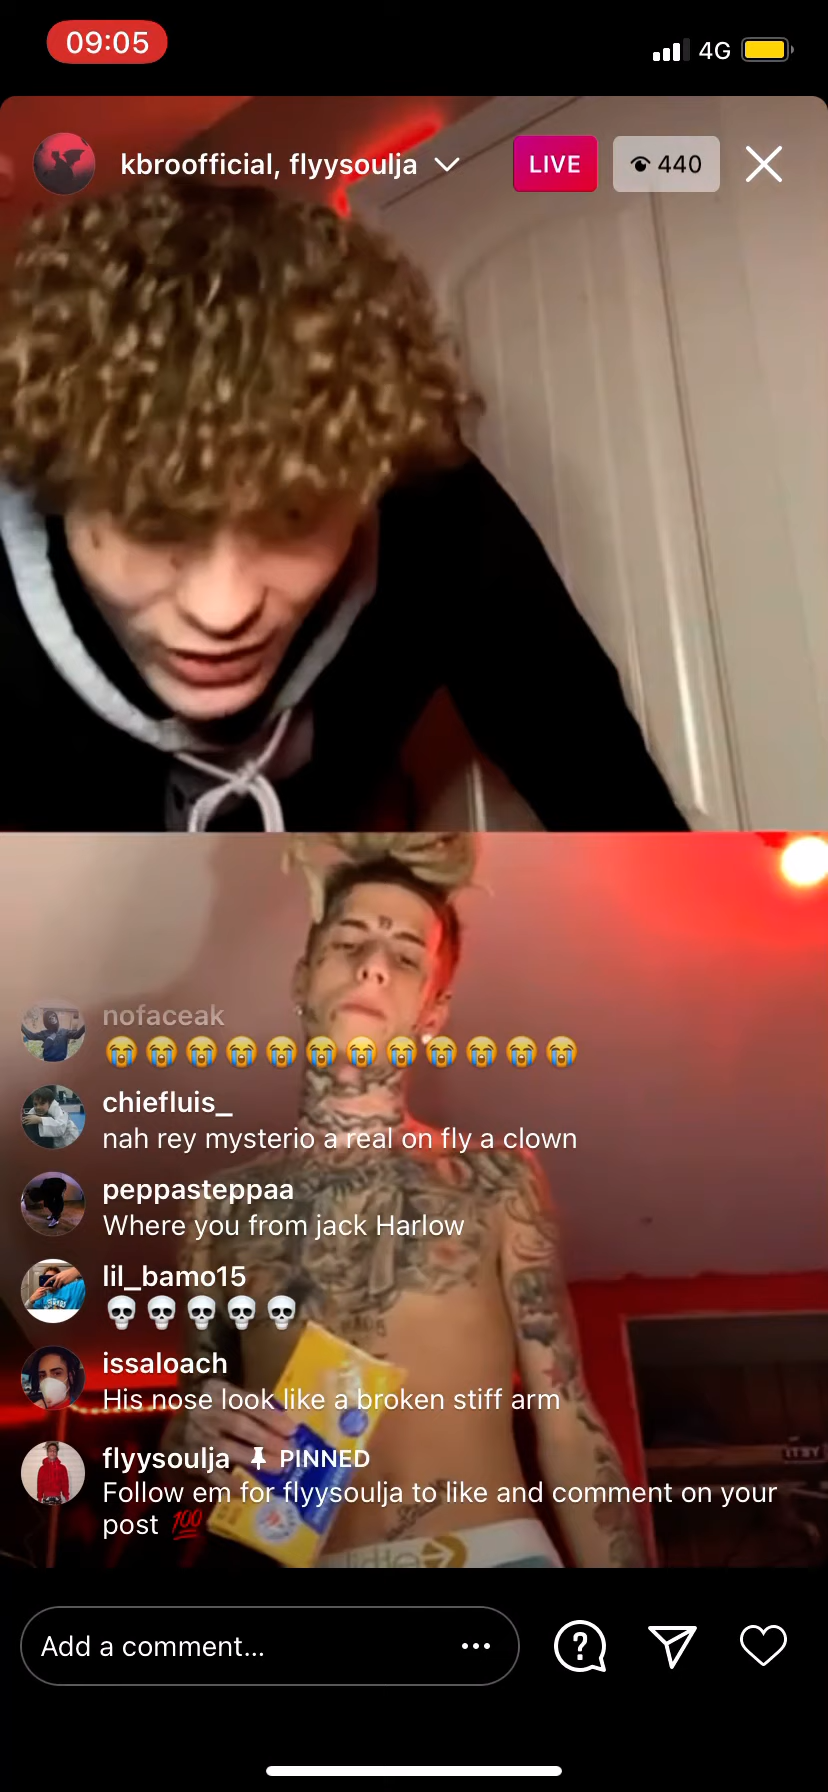 09:05
4G
kbroofficial, flyysoulja
LIVE
440
nofaceak
😭😭😭😭😭😭😭😭😭😭😭😭
chiefluis_
nah rey mysterio a real on fly a clown
peppasteppaa
Where you from jack Harlow
lil_bamo15
💀💀💀💀💀
issaloach
His nose look like a broken stiff arm
flyysoulja PINNED
Follow em for flyysoulja to like and comment on your
post 💯
Add a comment...